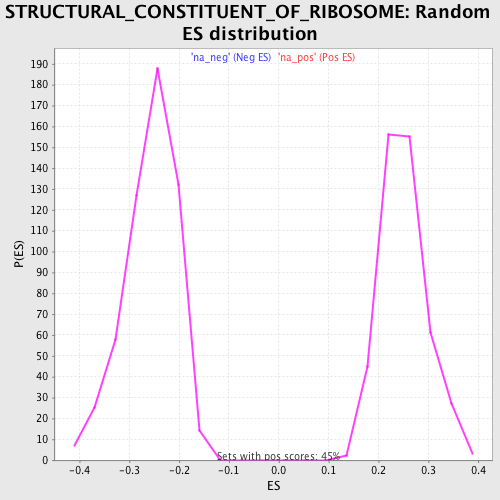 STRUCTURAL_CONSTITUENT_OF_RIBOSOME: Random
ES distribution
'na_neg' (Neg ES) 'na_pos' (Pos ES)
190
180
170
160
150
140
130
120
110
100
90
80
70
60
50
40
30
20
10
0
P(ES)
Sets with pos scores: 45%
-0.4 -0.3 -0.2 -0.1 0.0 0.1 0.2 0.3 0.4
ES